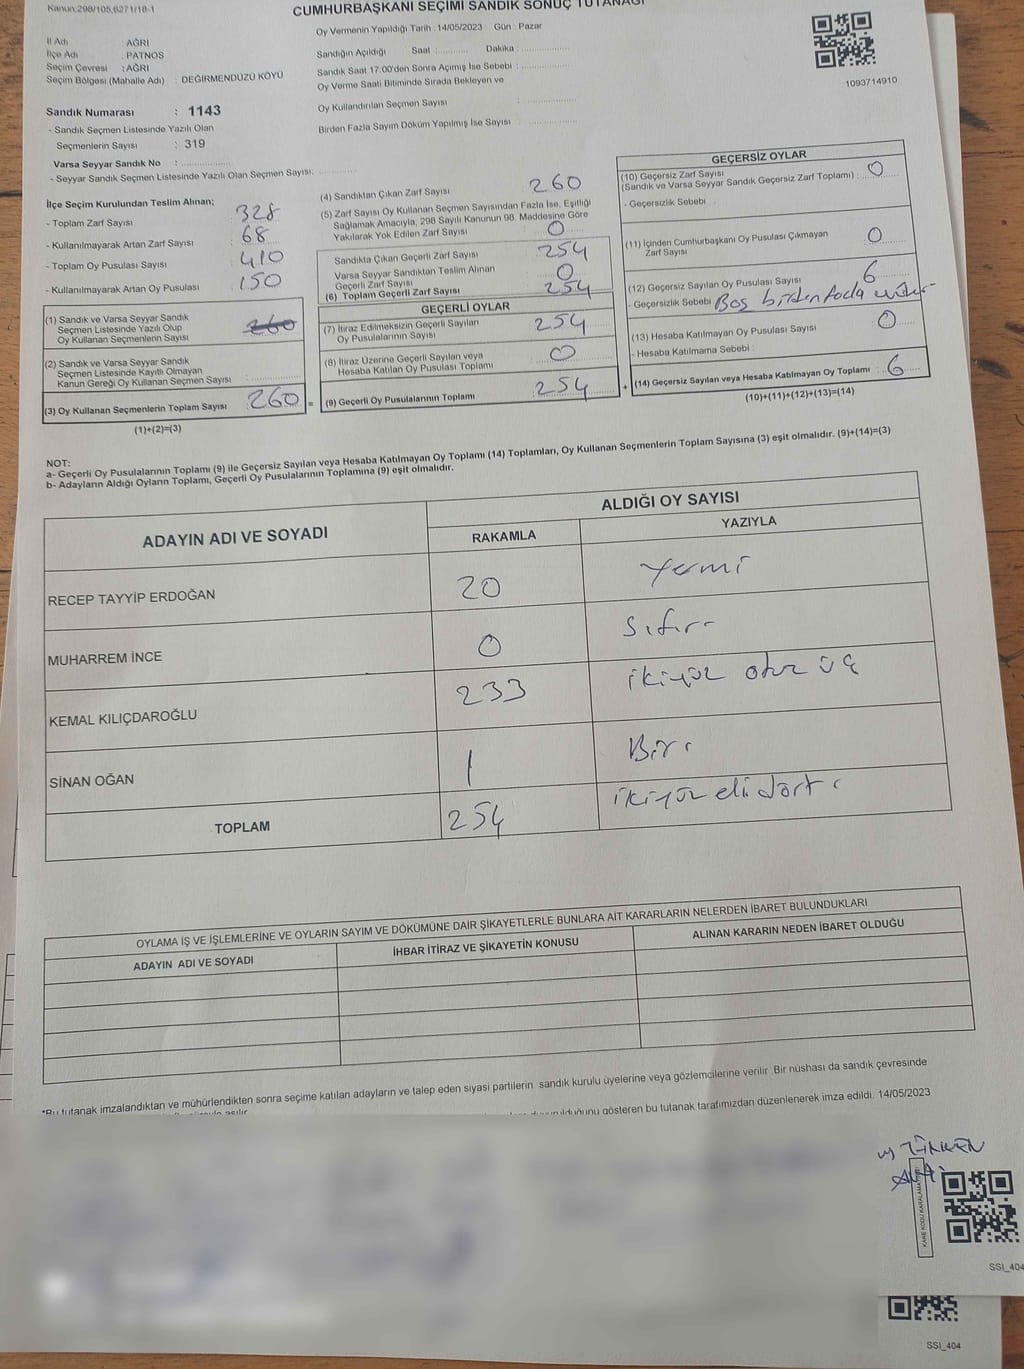 Kanun:298/105,6271/18-1
CUMHURBAŞKANI SEÇİMİ SANDIK SONUÇ TUTANAĞI
Oy Vermenin Yapıldığı Tarih : 14/05/2023 Gün : Pazar
İl Adı : AĞRI
İlçe Adı : PATNOS
Seçim Çevresi : AĞRI
Seçim Bölgesi (Mahalle Adı) : DEĞİRMENDÜZÜ KÖYÜ
Sandığın Açıldığı Saat :............ Dakika :................
Sandık Saat 17:00'den Sonra Açımış İse Sebebi :................
Oy Verme Saati Bitiminde Sırada Bekleyen ve
Oy Kullandırılan Seçmen Sayısı :................
Birden Fazla Sayım Döküm Yapılmış İse Sayısı :................
1093714910
Sandık Numarası : 1143
- Sandık Seçmen Listesinde Yazılı Olan
Seçmenlerin Sayısı : 319
Varsa Seyyar Sandık No :................
- Seyyar Sandık Seçmen Listesinde Yazılı Olan Seçmen Sayısı: ............
İlçe Seçim Kurulundan Teslim Alınan;
- Toplam Zarf Sayısı 328
- Kullanılmayarak Artan Zarf Sayısı 68
- Toplam Oy Pusulası Sayısı 410
- Kullanılmayarak Artan Oy Pusulası 150
(1) Sandık ve Varsa Seyyar Sandık
Seçmen Listesinde Yazılı Olup
Oy Kullanan Seçmenlerin Sayısı 260
(2) Sandık ve Varsa Seyyar Sandık
Seçmen Listesinde Kayıtlı Olmayan
Kanun Gereği Oy Kullanan Seçmen Sayısı ............
(3) Oy Kullanan Seçmenlerin Toplam Sayısı 260 =
(1)+(2)=(3)
(4) Sandıktan Çıkan Zarf Sayısı 260
(5) Zarf Sayısı Oy Kullanan Seçmen Sayısından Fazla İse, Eşitliği
Sağlamak Amacıyla; 298 Sayılı Kanunun 98. Maddesine Göre
Yakılarak Yok Edilen Zarf Sayısı 0
Sandıkta Çıkan Geçerli Zarf Sayısı 254
Varsa Seyyar Sandıktan Teslim Alınan
Geçerli Zarf Sayısı 0
(6) Toplam Geçerli Zarf Sayısı 254
GEÇERLİ OYLAR
(7) İtiraz Edilmeksizin Geçerli Sayılan
Oy Pusulalarının Sayısı 254
(8) İtiraz Üzerine Geçerli Sayılan veya
Hesaba Katılan Oy Pusulası Toplamı 0
(9) Geçerli Oy Pusulalarının Toplamı 254 +
GEÇERSİZ OYLAR
(10) Geçersiz Zarf Sayısı
(Sandık ve Varsa Seyyar Sandık Geçersiz Zarf Toplamı) 0
- Geçersizlik Sebebi
(11) İçinden Cumhurbaşkanı Oy Pusulası Çıkmayan
Zarf Sayısı 0
(12) Geçersiz Sayılan Oy Pusulası Sayısı 6
- Geçersizlik Sebebi Boş birden fazla mühür
(13) Hesaba Katılmayan Oy Pusulası Sayısı 0
- Hesaba Katılmama Sebebi
(14) Geçersiz Sayılan veya Hesaba Katılmayan Oy Toplamı 6
(10)+(11)+(12)+(13)=(14)
NOT:
a- Geçerli Oy Pusulalarının Toplamı (9) ile Geçersiz Sayılan veya Hesaba Katılmayan Oy Toplamı (14) Toplamları, Oy Kullanan Seçmenlerin Toplam Sayısına (3) eşit olmalıdır. (9)+(14)=(3)
b- Adayların Aldığı Oyların Toplamı, Geçerli Oy Pusulalarının Toplamına (9) eşit olmalıdır.
ADAYIN ADI VE SOYADI ALDIĞI OY SAYISI
RAKAMLA YAZIYLA
RECEP TAYYİP ERDOĞAN 20 Yirmi
MUHARREM İNCE 0 Sıfır
KEMAL KILIÇDAROĞLU 233 ikiyüz otuz üç
SİNAN OĞAN 1 Bir
TOPLAM 254 ikiyüz eli dört
OYLAMA İŞ VE İŞLEMLERİNE VE OYLARIN SAYIM VE DÖKÜMÜNE DAİR ŞİKAYETLERLE BUNLARA AİT KARARLARIN NELERDEN İBARET BULUNDUKLARI
ADAYIN ADI VE SOYADI İHBAR İTİRAZ VE ŞİKAYETİN KONUSU ALINAN KARARIN NEDEN İBARET OLDUĞU
*Bu tutanak imzalandıktan ve mühürlendikten sonra seçime katılan adayların ve talep eden siyasi partilerin sandık kurulu üyelerine veya gözlemcilerine verilir. Bir nüshası da sandık çevresinde
duyurulduğunu gösteren bu tutanak tarafımızdan düzenlenerek imza edildi. 14/05/2023
SSI_404
SSI_404